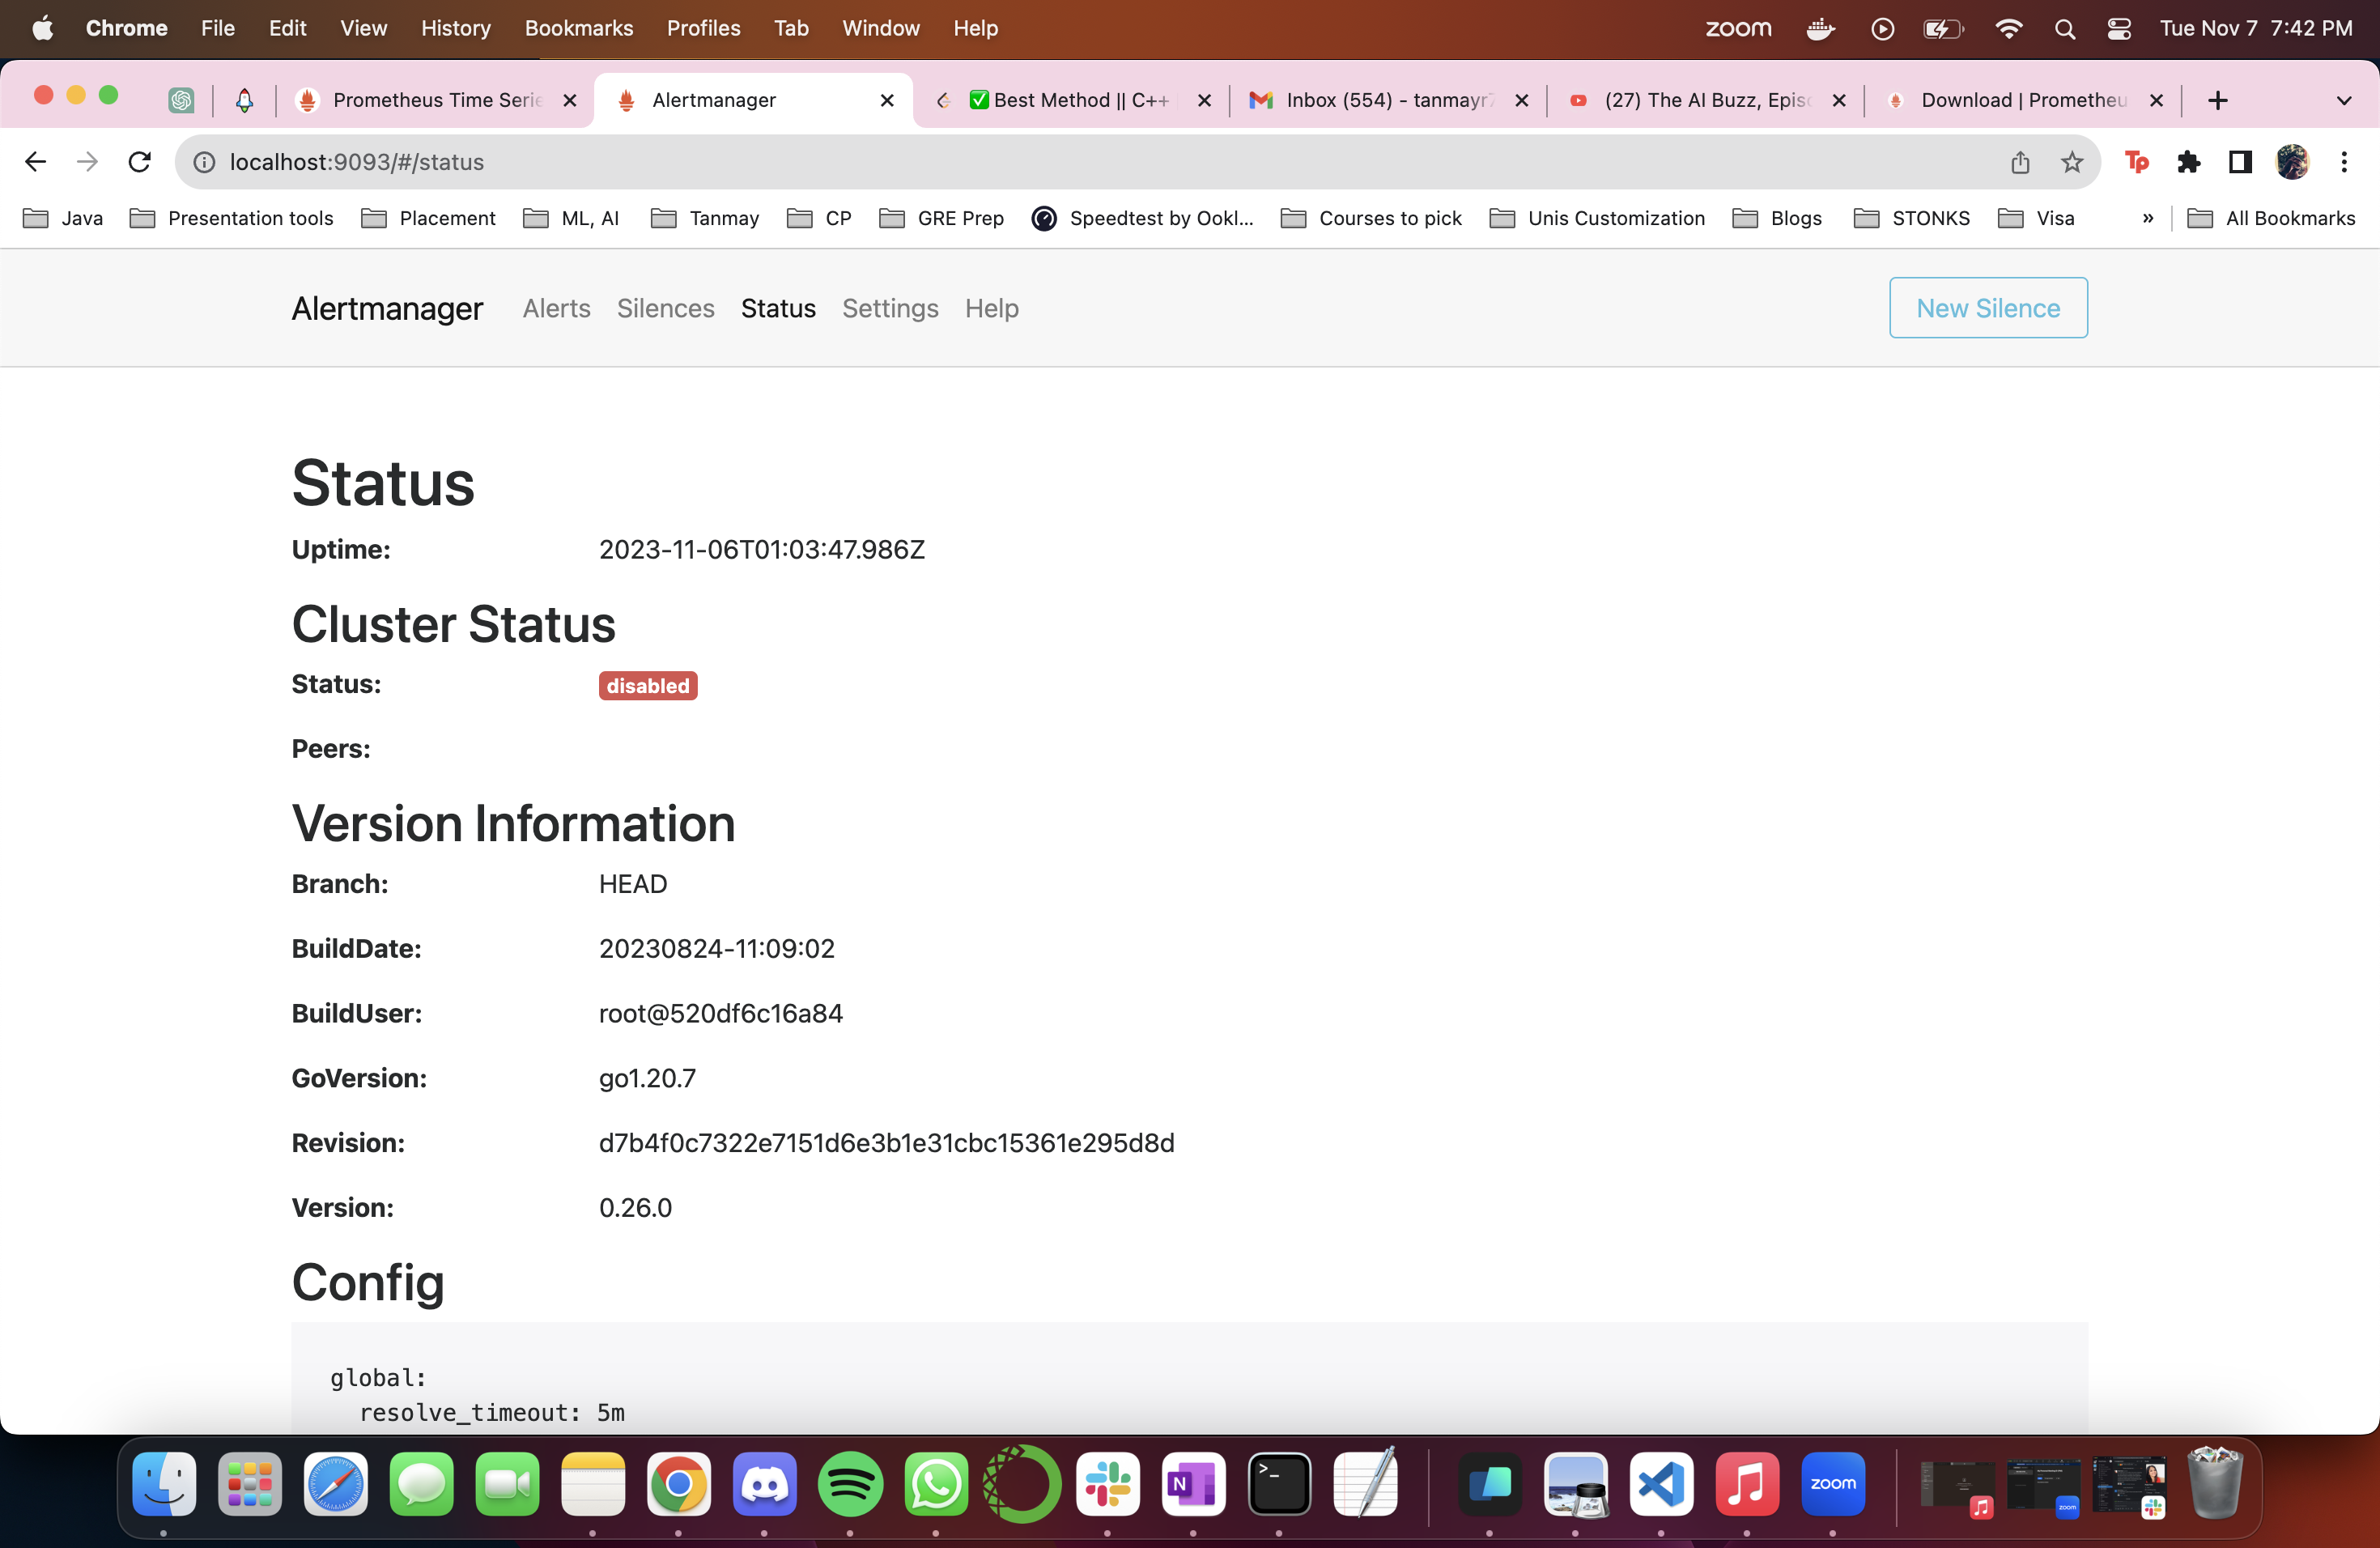 Chrome File Edit View History Bookmarks Profiles Tab Window Help zoom Tue Nov 7 7:42 PM
Prometheus Time Serie Alertmanager ✅Best Method || C++ Inbox (554) - tanmayr7 (27) The AI Buzz, Episo Download | Prometheu
localhost:9093/#/status Tp
Java Presentation tools Placement ML, AI Tanmay CP GRE Prep Speedtest by Ookl... Courses to pick Unis Customization Blogs STONKS Visa » All Bookmarks
Alertmanager Alerts Silences Status Settings Help New Silence
Status
Uptime: 2023-11-06T01:03:47.986Z
Cluster Status
Status: disabled
Peers:
Version Information
Branch: HEAD
BuildDate: 20230824-11:09:02
BuildUser: root@520df6c16a84
GoVersion: go1.20.7
Revision: d7b4f0c7322e7151d6e3b1e31cbc15361e295d8d
Version: 0.26.0
Config
global:
resolve_timeout: 5m
N >_ zoom zoom